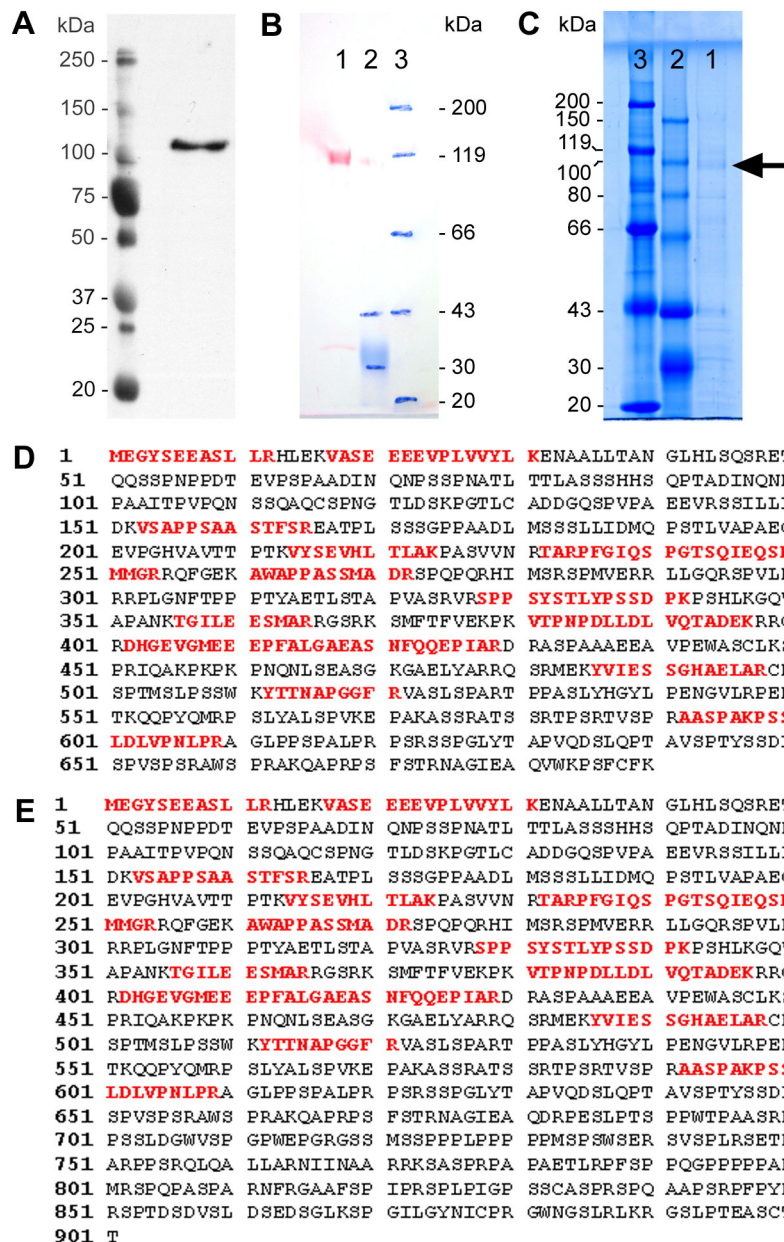 A
kDa
250 -
150 -
100 -
75 -
50 -
37 -
25 -
20 -
B
kDa
1 2 3
- 200
- 119
- 66
- 43
- 30
- 20
C
kDa
3 2 1
200
150
119
100
80
66
43
30
20
D
1 MEGYSEEASL LRHLEKVASE EEEVPLVVYL KENAALLTAN GLHLSQSRET
51 QQSSPNPPDT EVPSPAADIN QNPSSPNATL TTLASSSHHS QPTADINQN
101 PAAITPVPQN SSQAQCSPNG TLDSKPGTLC ADDGQSPVPA EEVRSSILL
151 DKVSAPPSAA STFSREATPL SSSGPPAADL MSSSLLIDMQ PSTLVAPAE
201 EVPGHVAVTT PTKVYSEVHL TLAKPASVVN RTARPFGIQS PGTSQIEQS
251 MMGRRQFGEK AWAPPASSMA DRSPQPQRHI MSRSPMVERR LLGQRSPVL
301 RRPLGNFTPP PTYAETLSTA PVASRVRSPP SYSTLYPSSD PKPSHLKGQ
351 APANKTGILE ESMARRGSRK SMFTFVEKPK VTPNPDLLDL VQTADEKRR
401 RDHGEVGMEE EPFALGAEAS NFQQEPIARD RASPAAAEEA VPEWASCLK
451 PRIQAKPKPK PNQNLSEASG KGAELYARRQ SRMEKYVIES SGHAELARC
501 SPTMSLPSSW KYTTNAPGGF RVASLSPART PPASLYHGYL PENGVLRPE
551 TKQQPYQMRP SLYALSPVKE PAKASSRATS SRTPSRTVSP RAASPAKPS
601 LDLVPNLPRA GLPPSPALPR PRSSPGLYTA PVQDSLQPTA VSPTYSSD
651 SPVSPSRAWS PRAKQAPRPS FSTRNAGIEA QVWKPSFCFK
E
1 MEGYSEEASL LRHLEKVASE EEEVPLVVYL KENAALLTAN GLHLSQSRET
51 QQSSPNPPDT EVPSPAADIN QNPSSPNATL TTLASSSHHS QPTADINQN
101 PAAITPVPQN SSQAQCSPNG TLDSKPGTLC ADDGQSPVPA EEVRSSILL
151 DKVSAPPSAA STFSREATPL SSSGPPAADL MSSSLLIDMQ PSTLVAPAE
201 EVPGHVAVTT PTKVYSEVHL TLAKPASVVN RTARPFGIQS PGTSQIEQS
251 MMGRRQFGEK AWAPPASSMA DRSPQPQRHI MSRSPMVERR LLGQRSPVL
301 RRPLGNFTPP PTYAETLSTA PVASRVRSPP SYSTLYPSSD PKPSHLKGQ
351 APANKTGILE ESMARRGSRK SMFTFVEKPK VTPNPDLLDL VQTADEKRR
401 RDHGEVGMEE EPFALGAEAS NFQQEPIARD RASPAAAEEA VPEWASCLK
451 PRIQAKPKPK PNQNLSEASG KGAELYARRQ SRMEKYVIES SGHAELARC
501 SPTMSLPSSW KYTTNAPGGF RVASLSPART PPASLYHGYL PENGVLRPE
551 TKQQPYQMRP SLYALSPVKE PAKASSRATS SRTPSRTVSP RAASPAKPS
601 LDLVPNLPRA GLPPSPALPR PRSSPGLYTA PVQDSLQPTA VSPTYSSD
651 SPVSPSRAWS PRAKQAPRPS FSTRNAGIEA QDRPESLPTS PPWTPAASR
701 PSSLDGWVSP GPWEPGRGSS MSSPPPLPPP PPMSPSWSER SVSPLRSET
751 ARPPSRQLQA LLARNIINAA RRKSASPRPA PAETLRPFSP PQGPPPPPA
801 MRSPQPASPA RNFRGAAFSP IPRSPLPIGP SSCASPRSPQ AAPSRPFPY
851 RSPTDSDVSL DSEDSGLKSP GILGYNICPR GWNGSLRLKR GSLPTEASCT
901 T